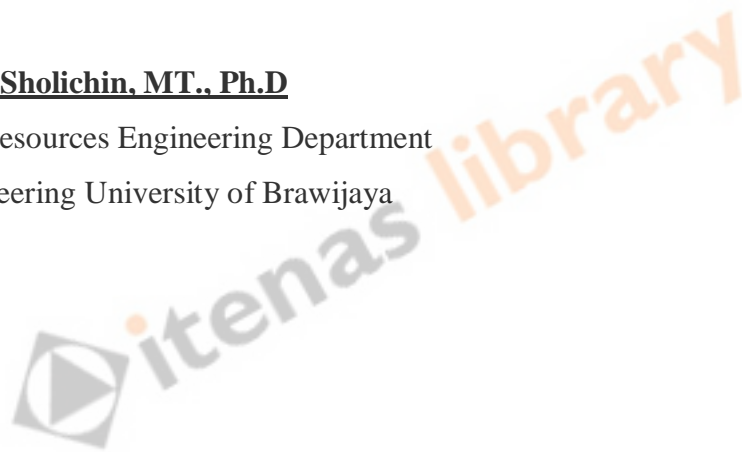 Sholichin, MT., Ph.D
esources Engineering Department
eering University of Brawijaya
itenas library